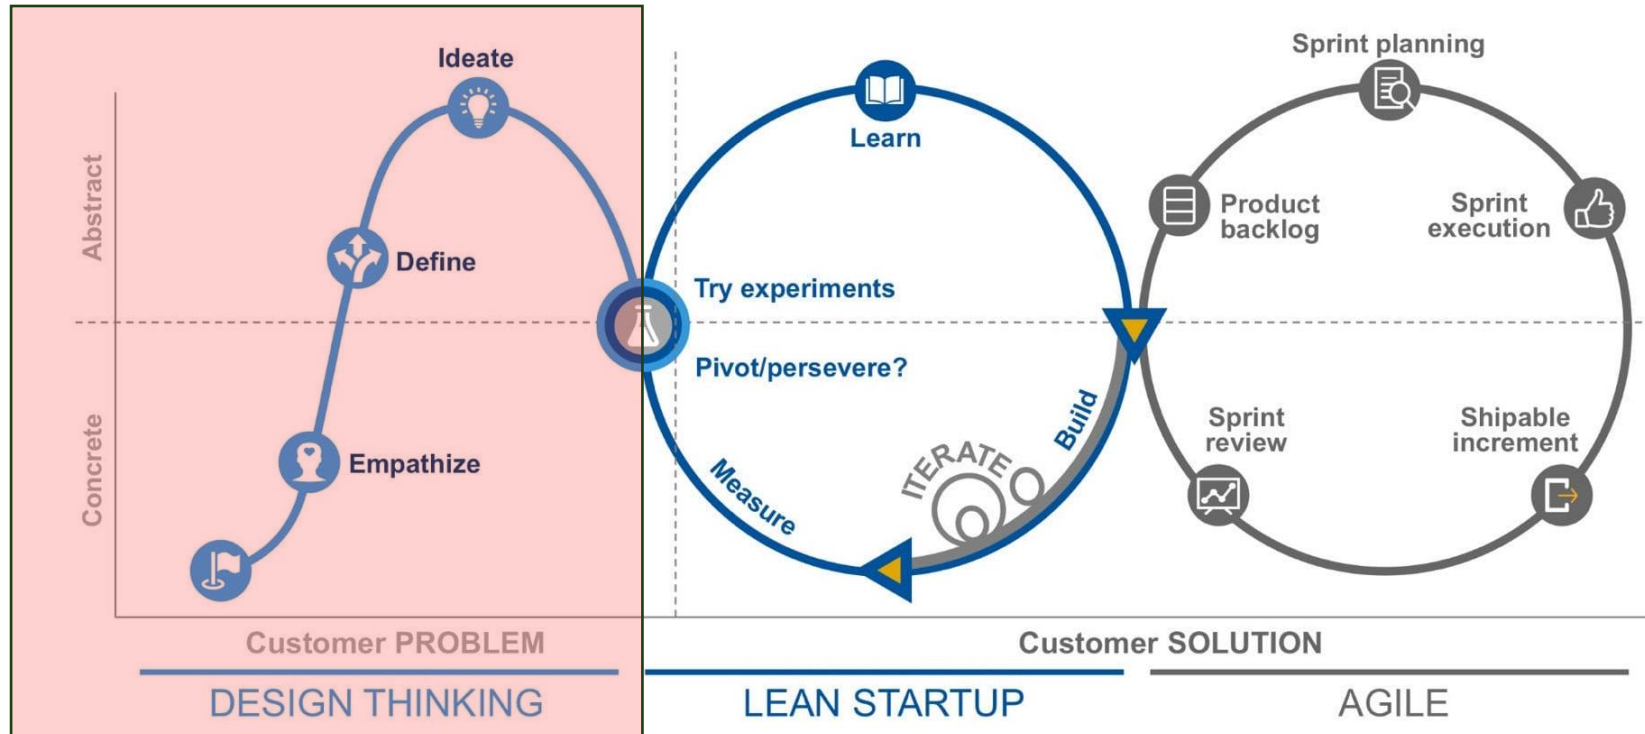 Ideate
Define
Empathize
Abstract
Concrete
Customer PROBLEM
DESIGN THINKING
Learn
Try experiments
Pivot/persevere?
Measure
ITERATE
Build
Customer SOLUTION
LEAN STARTUP
Sprint planning
Product
backlog
Sprint
execution
Sprint
review
Shipable
increment
AGILE